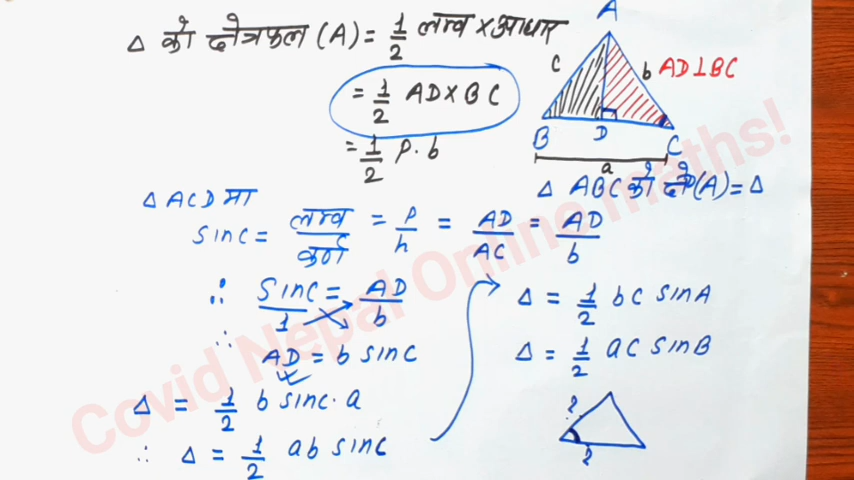 Δ को क्षेत्रफल (A) = 1/2 लम्ब × आधार
= 1/2 AD × BC
= 1/2 p.b
A
c
b
AD⊥BC
B
D
C
a
Δ ABC को क्षे(A) = Δ
Δ ACD मा
sinC = लम्ब/कर्ण = p/h = AD/AC = AD/b
∴ SinC/1 = AD/b
∴ AD = b sinC
Δ = 1/2 b sinC.a
∴ Δ = 1/2 ab sinC
Δ = 1/2 bC sinA
Δ = 1/2 aC sinB
Covid Nepal Online maths!